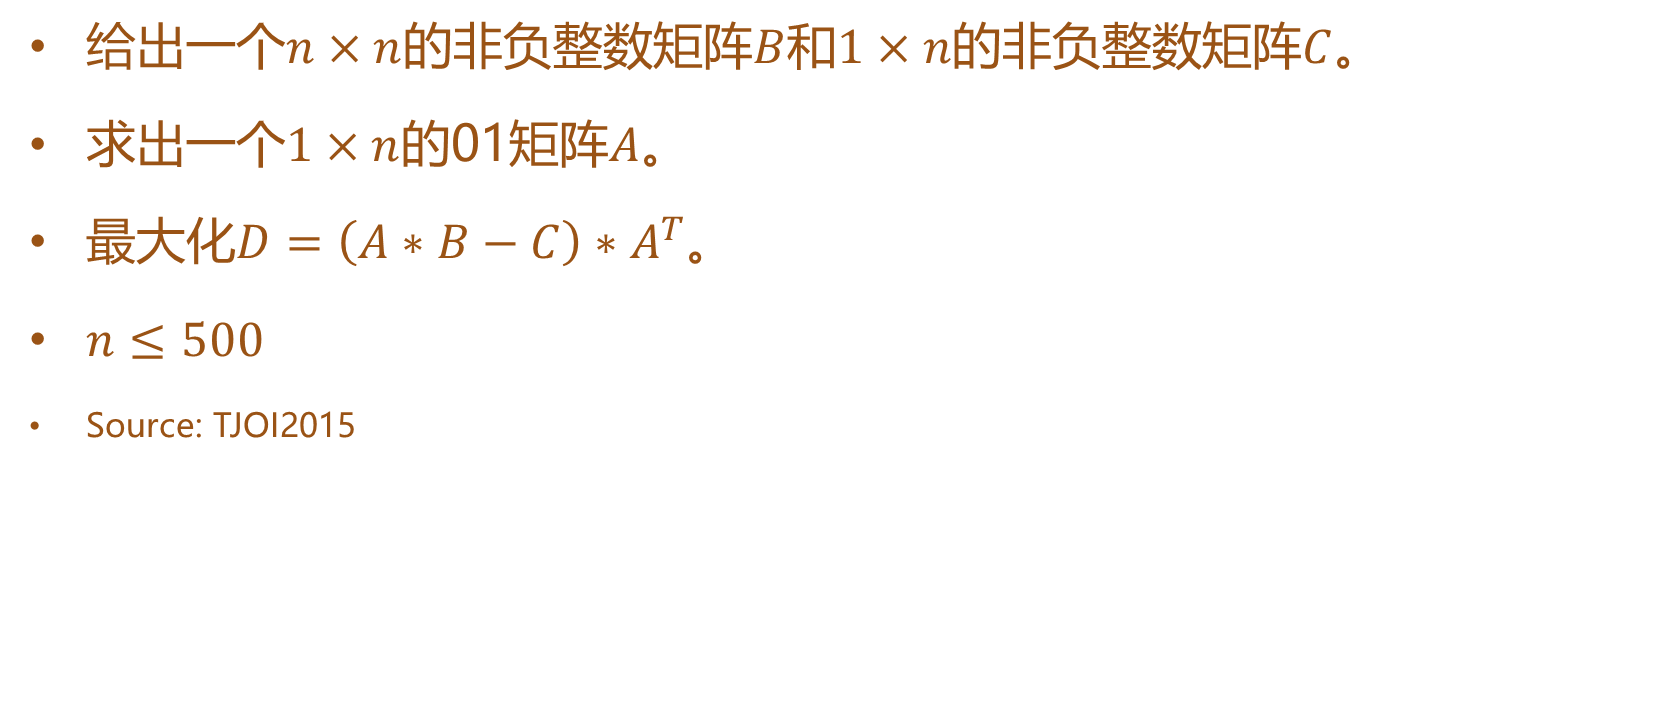 • 给出一个n × n的非负整数矩阵B和1 × n的非负整数矩阵C。
• 求出一个1 × n的01矩阵A。
• 最大化D = (A ∗ B − C) ∗ Aᵀ。
• n ≤ 500
• Source: TJOI2015